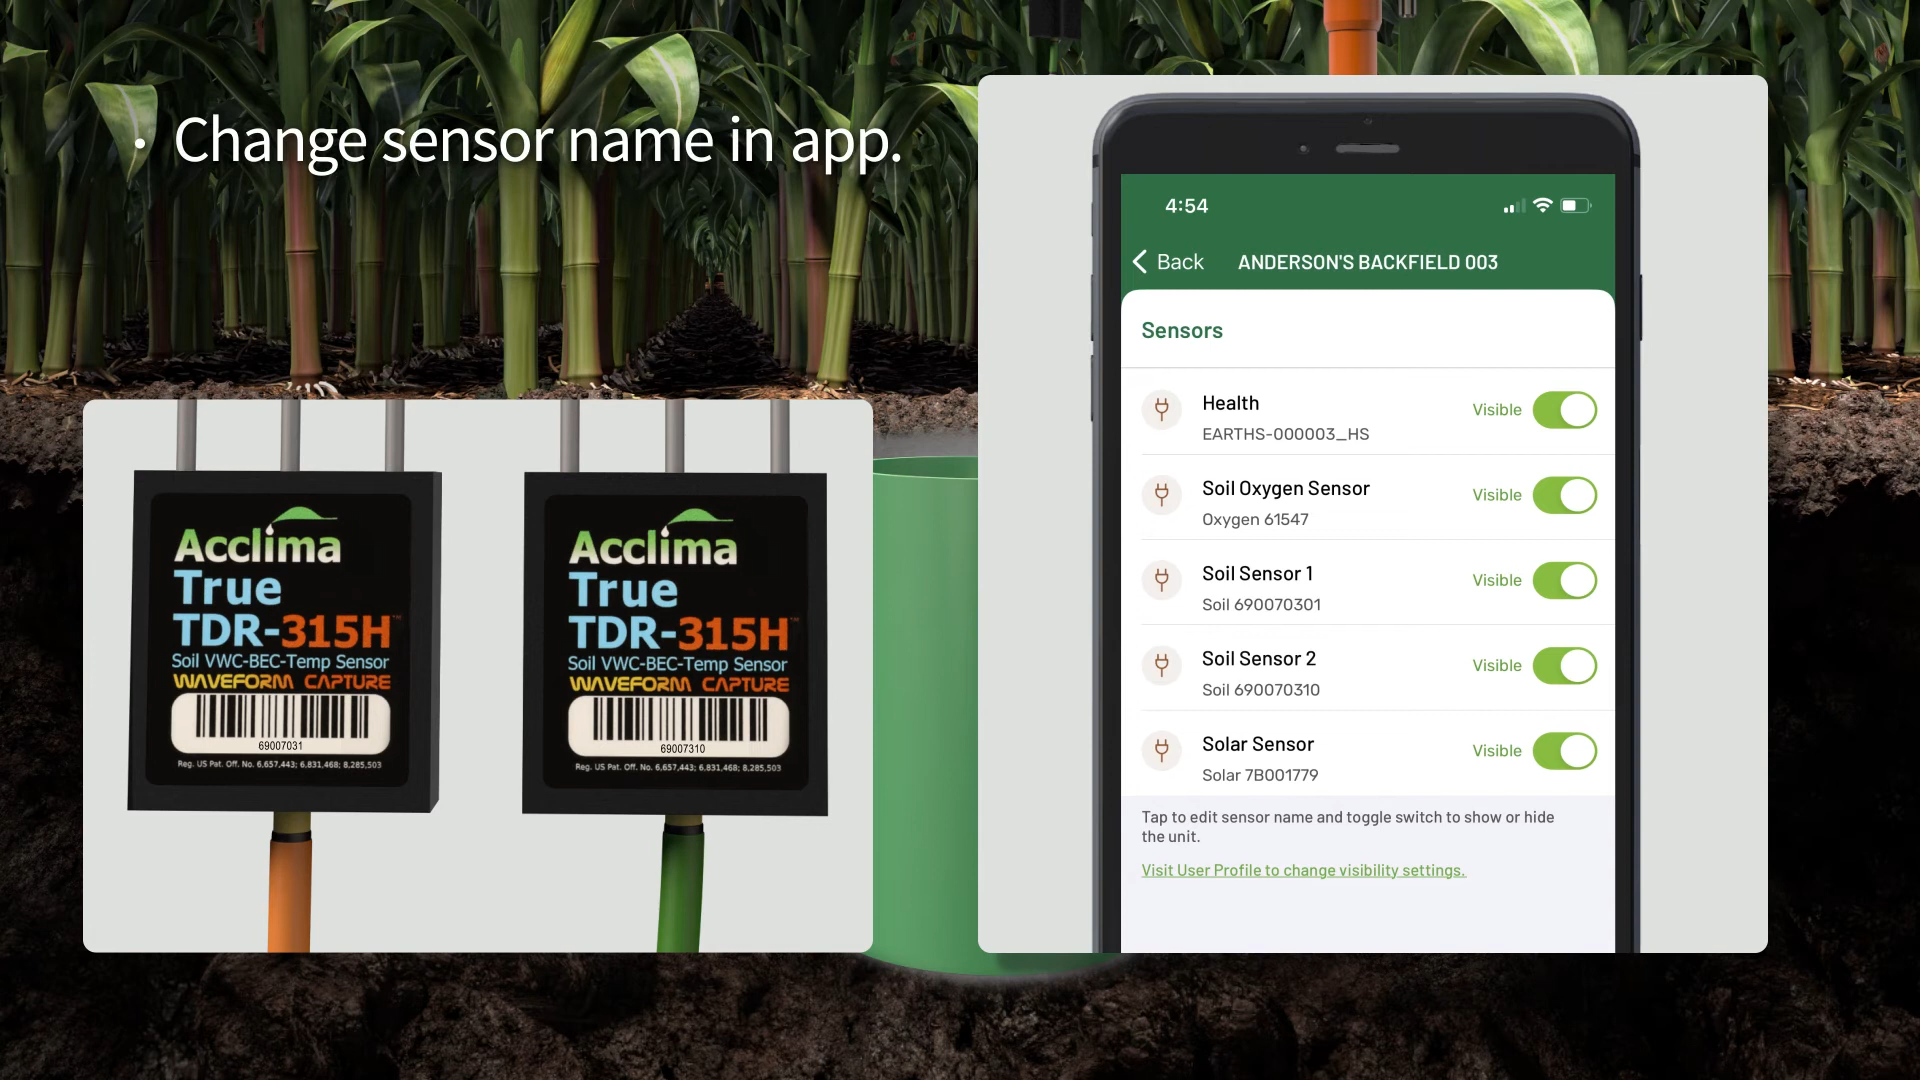 • Change sensor name in app.
Acclima
True
TDR-315H™
Soil VWC-BEC-Temp Sensor
WAVEFORM CAPTURE
69007031
Reg. US Pat. Off. No. 6,657,443; 6,831,468; 8,285,503
Acclima
True
TDR-315H™
Soil VWC-BEC-Temp Sensor
WAVEFORM CAPTURE
69007310
Reg. US Pat. Off. No. 6,657,443; 6,831,468; 8,285,503
4:54
Back
ANDERSON'S BACKFIELD 003
Sensors
Health
Visible
EARTHS-000003_HS
Soil Oxygen Sensor
Visible
Oxygen 61547
Soil Sensor 1
Visible
Soil 690070301
Soil Sensor 2
Visible
Soil 690070310
Solar Sensor
Visible
Solar 7B001779
Tap to edit sensor name and toggle switch to show or hide
the unit.
Visit User Profile to change visibility settings.